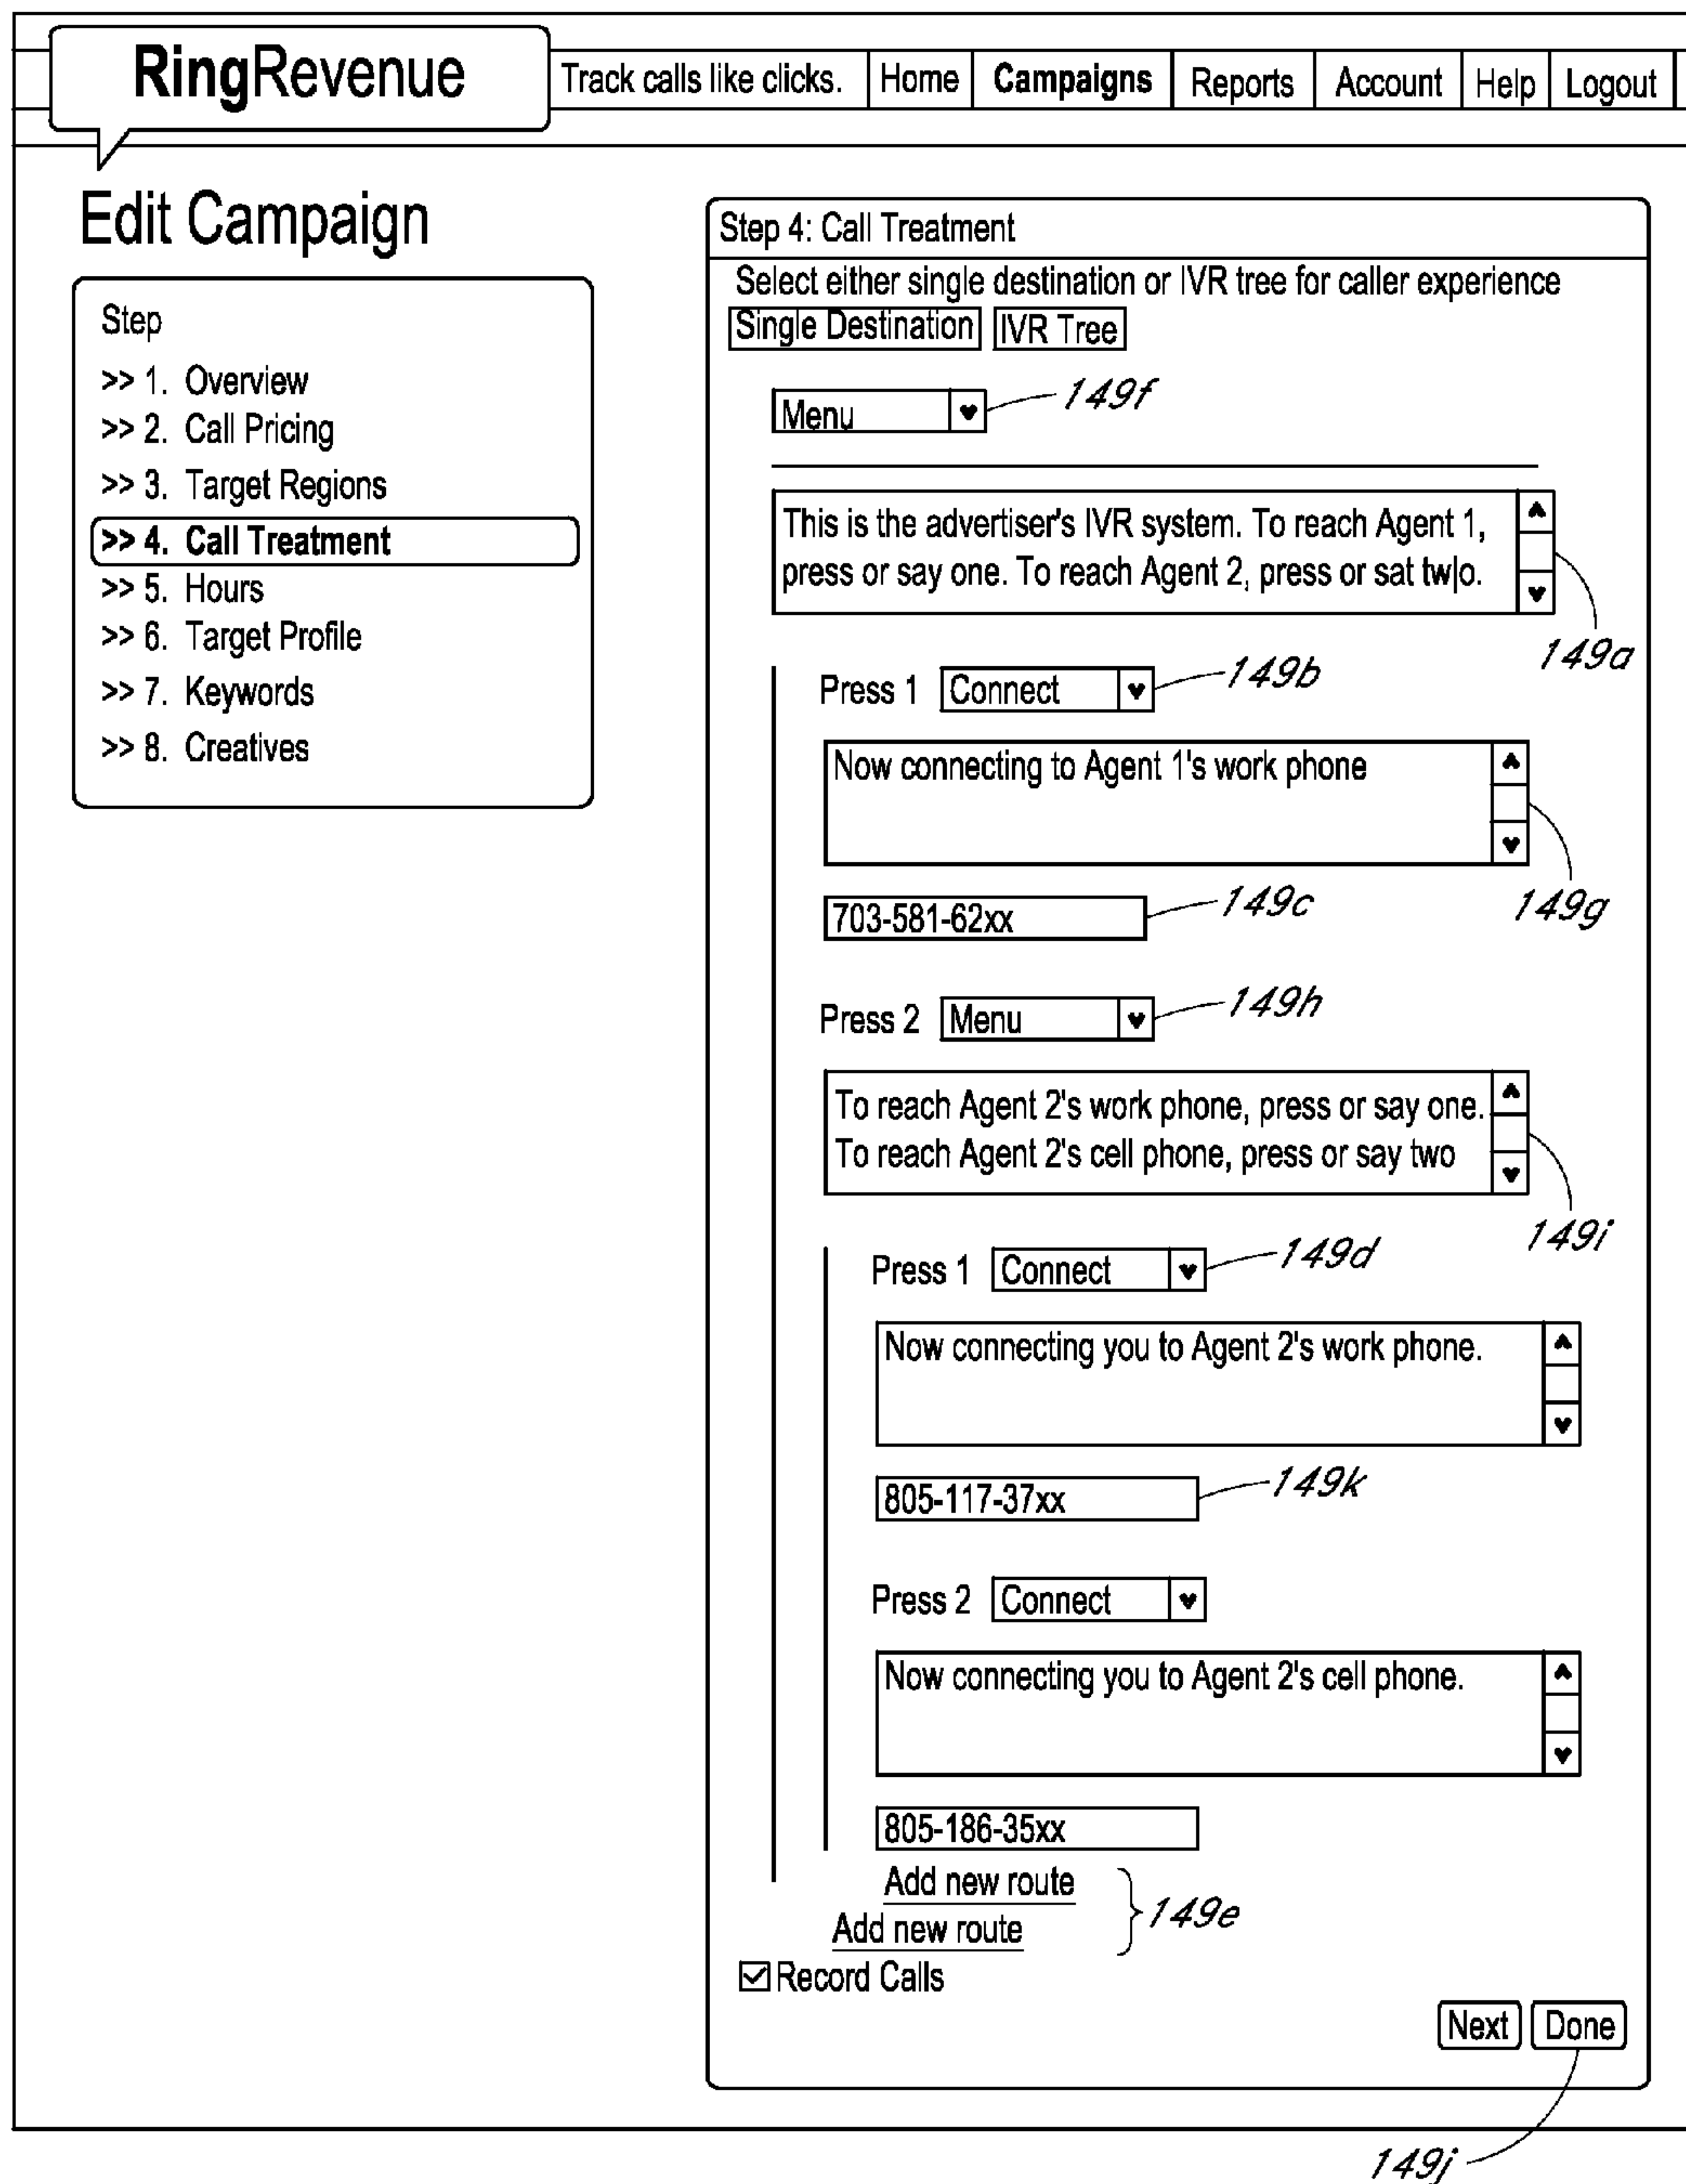 RingRevenue
Track calls like clicks. Home Campaigns Reports Account Help Logout
Edit Campaign
Step
>> 1. Overview
>> 2. Call Pricing
>> 3. Target Regions
>> 4. Call Treatment
>> 5. Hours
>> 6. Target Profile
>> 7. Keywords
>> 8. Creatives
Step 4: Call Treatment
Select either single destination or IVR tree for caller experience
Single Destination IVR Tree
Menu 149f
This is the advertiser's IVR system. To reach Agent 1,
press or say one. To reach Agent 2, press or sat tw|o.
149a
Press 1 Connect 149b
Now connecting to Agent 1's work phone
149g
703-581-62xx 149c
Press 2 Menu 149h
To reach Agent 2's work phone, press or say one.
To reach Agent 2's cell phone, press or say two
149i
Press 1 Connect 149d
Now connecting you to Agent 2's work phone.
805-117-37xx 149k
Press 2 Connect
Now connecting you to Agent 2's cell phone.
805-186-35xx
Add new route
Add new route
149e
Record Calls
Next Done
149j